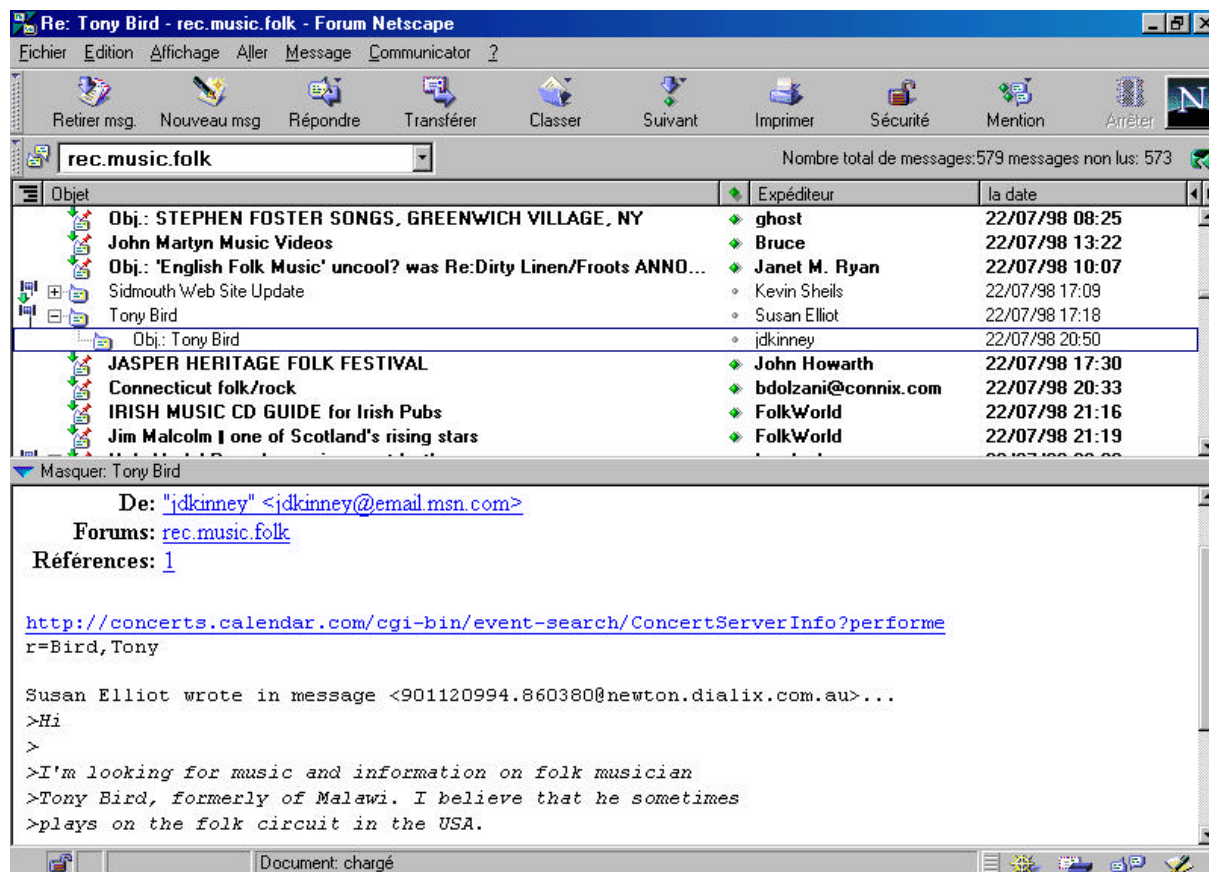 Re: Tony Bird - rec.music.folk - Forum Netscape
Fichier Edition Affichage Aller Message Communicator ?
Retirer msg. Nouveau msg Répondre Transférer Classer Suivant Imprimer Sécurité Mention Arrêter N
rec.music.folk Nombre total de messages:579 messages non lus: 573
Objet Expéditeur la date
Obj.: STEPHEN FOSTER SONGS, GREENWICH VILLAGE, NY ghost 22/07/98 08:25
John Martyn Music Videos Bruce 22/07/98 13:22
Obj.: 'English Folk Music' uncool? was Re:Dirty Linen/Froots ANNO... Janet M. Ryan 22/07/98 10:07
Sidmouth Web Site Update Kevin Sheils 22/07/98 17:09
Tony Bird Susan Elliot 22/07/98 17:18
Obj.: Tony Bird jdkinney 22/07/98 20:50
JASPER HERITAGE FOLK FESTIVAL John Howarth 22/07/98 17:30
Connecticut folk/rock bdolzani@connix.com 22/07/98 20:33
IRISH MUSIC CD GUIDE for Irish Pubs FolkWorld 22/07/98 21:16
Jim Malcolm | one of Scotland's rising stars FolkWorld 22/07/98 21:19
Masquer: Tony Bird
De: "jdkinney" <jdkinney@email.msn.com>
Forums: rec.music.folk
Références: 1
http://concerts.calendar.com/cgi-bin/event-search/ConcertServerInfo?performe
r=Bird,Tony
Susan Elliot wrote in message <901120994.860380@newton.dialix.com.au>...
>Hi
>
>I'm looking for music and information on folk musician
>Tony Bird, formerly of Malawi. I believe that he sometimes
>plays on the folk circuit in the USA.
Document: chargé